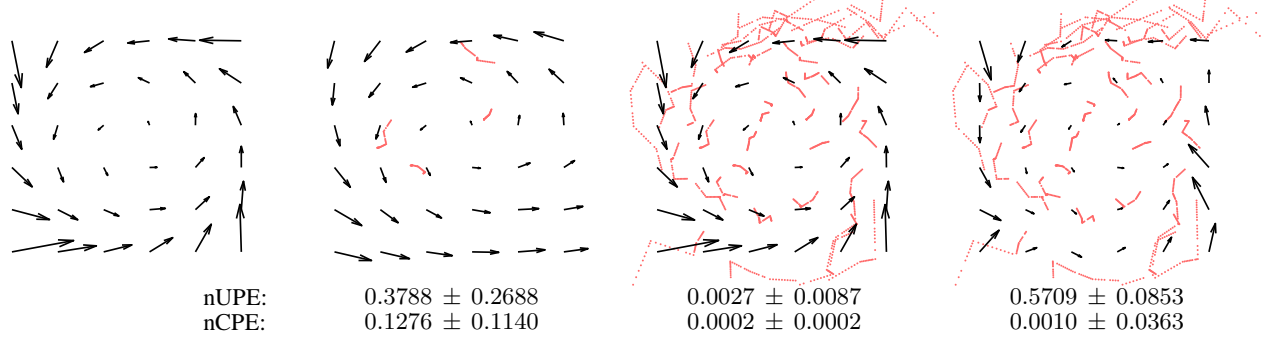 nUPE: 0.3788 ± 0.2688 0.0027 ± 0.0087 0.5709 ± 0.0853
nCPE: 0.1276 ± 0.1140 0.0002 ± 0.0002 0.0010 ± 0.0363